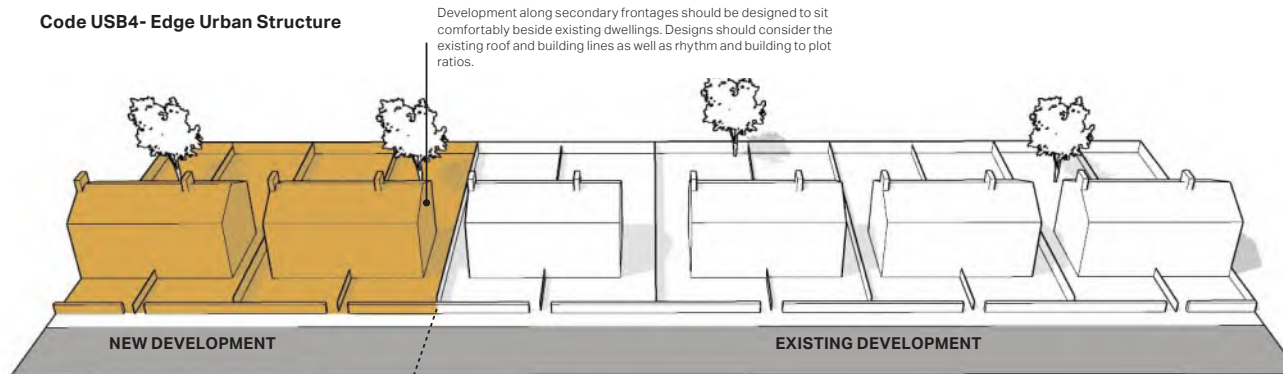 Code USB4- Edge Urban Structure
Development along secondary frontages should be designed to sit
comfortably beside existing dwellings. Designs should consider the
existing roof and building lines as well as rhythm and building to plot
ratios.
NEW DEVELOPMENT
EXISTING DEVELOPMENT